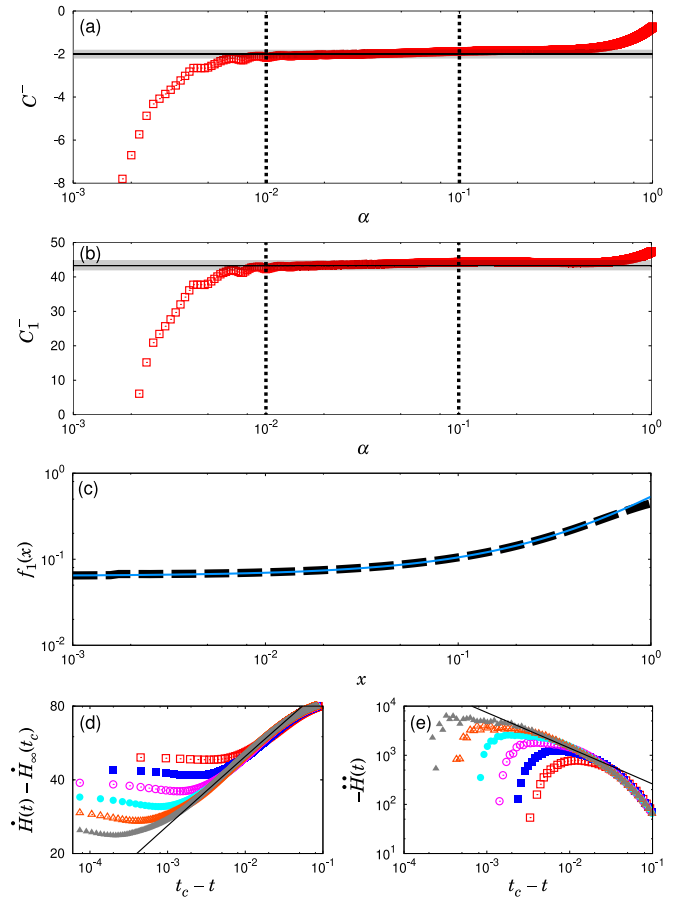 (a)
0
-2
-4
-6
-8
C⁻
10⁻³ 10⁻² 10⁻¹ 10⁰
α
(b)
50
40
30
20
10
0
C₁⁻
10⁻³ 10⁻² 10⁻¹ 10⁰
α
(c)
10⁰
10⁻¹
10⁻²
f₁(x)
10⁻³ 10⁻² 10⁻¹ 10⁰
x
(d)
80
40
20
Ḣ(t) − Ḣ∞(t_c)
10⁻⁴ 10⁻³ 10⁻² 10⁻¹
t_c − t
(e)
10⁴
10³
10²
10¹
−Ḧ(t)
10⁻⁴ 10⁻³ 10⁻² 10⁻¹
t_c − t